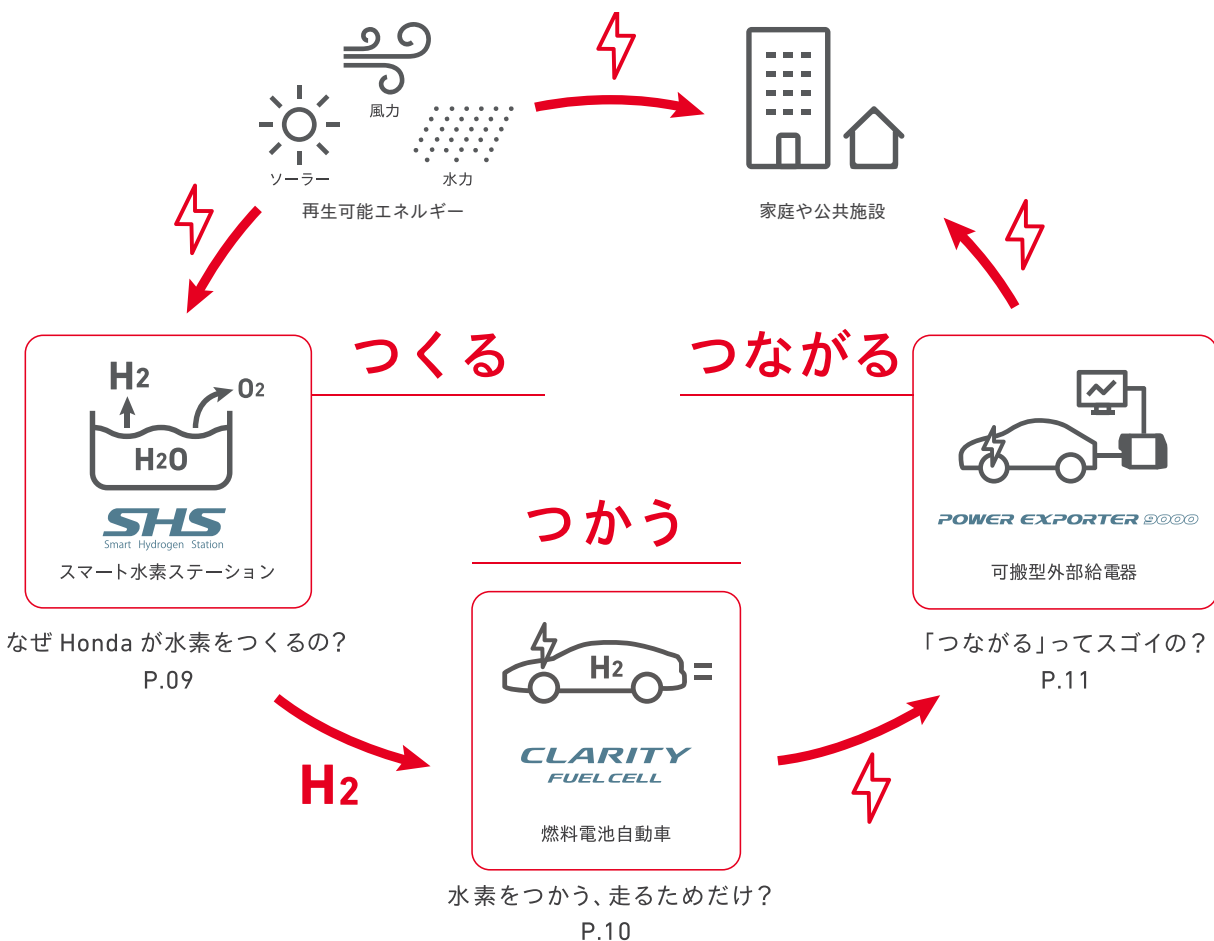 風力
ソーラー
水力
再生可能エネルギー
家庭や公共施設
つくる
H2
O2
H2O
SHS
Smart Hydrogen Station
スマート水素ステーション
なぜ Honda が水素をつくるの?
P.09
H2
つかう
H2
CLARITY
FUEL CELL
燃料電池自動車
水素をつかう、走るためだけ?
P.10
つながる
POWER EXPORTER 9000
可搬型外部給電器
「つながる」ってスゴイの?
P.11